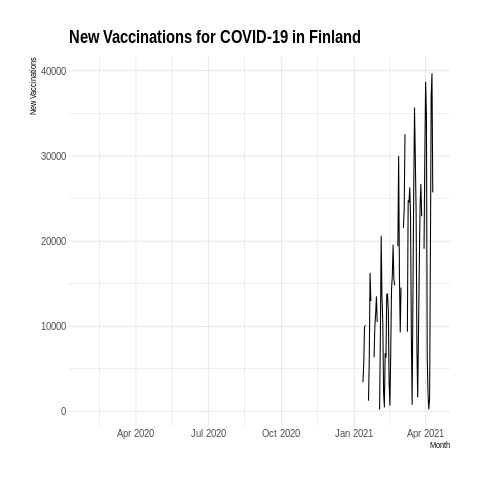 New Vaccinations for COVID-19 in Finland
New Vaccinations
40000
30000
20000
10000
0
Apr 2020 Jul 2020 Oct 2020 Jan 2021 Apr 2021
Month